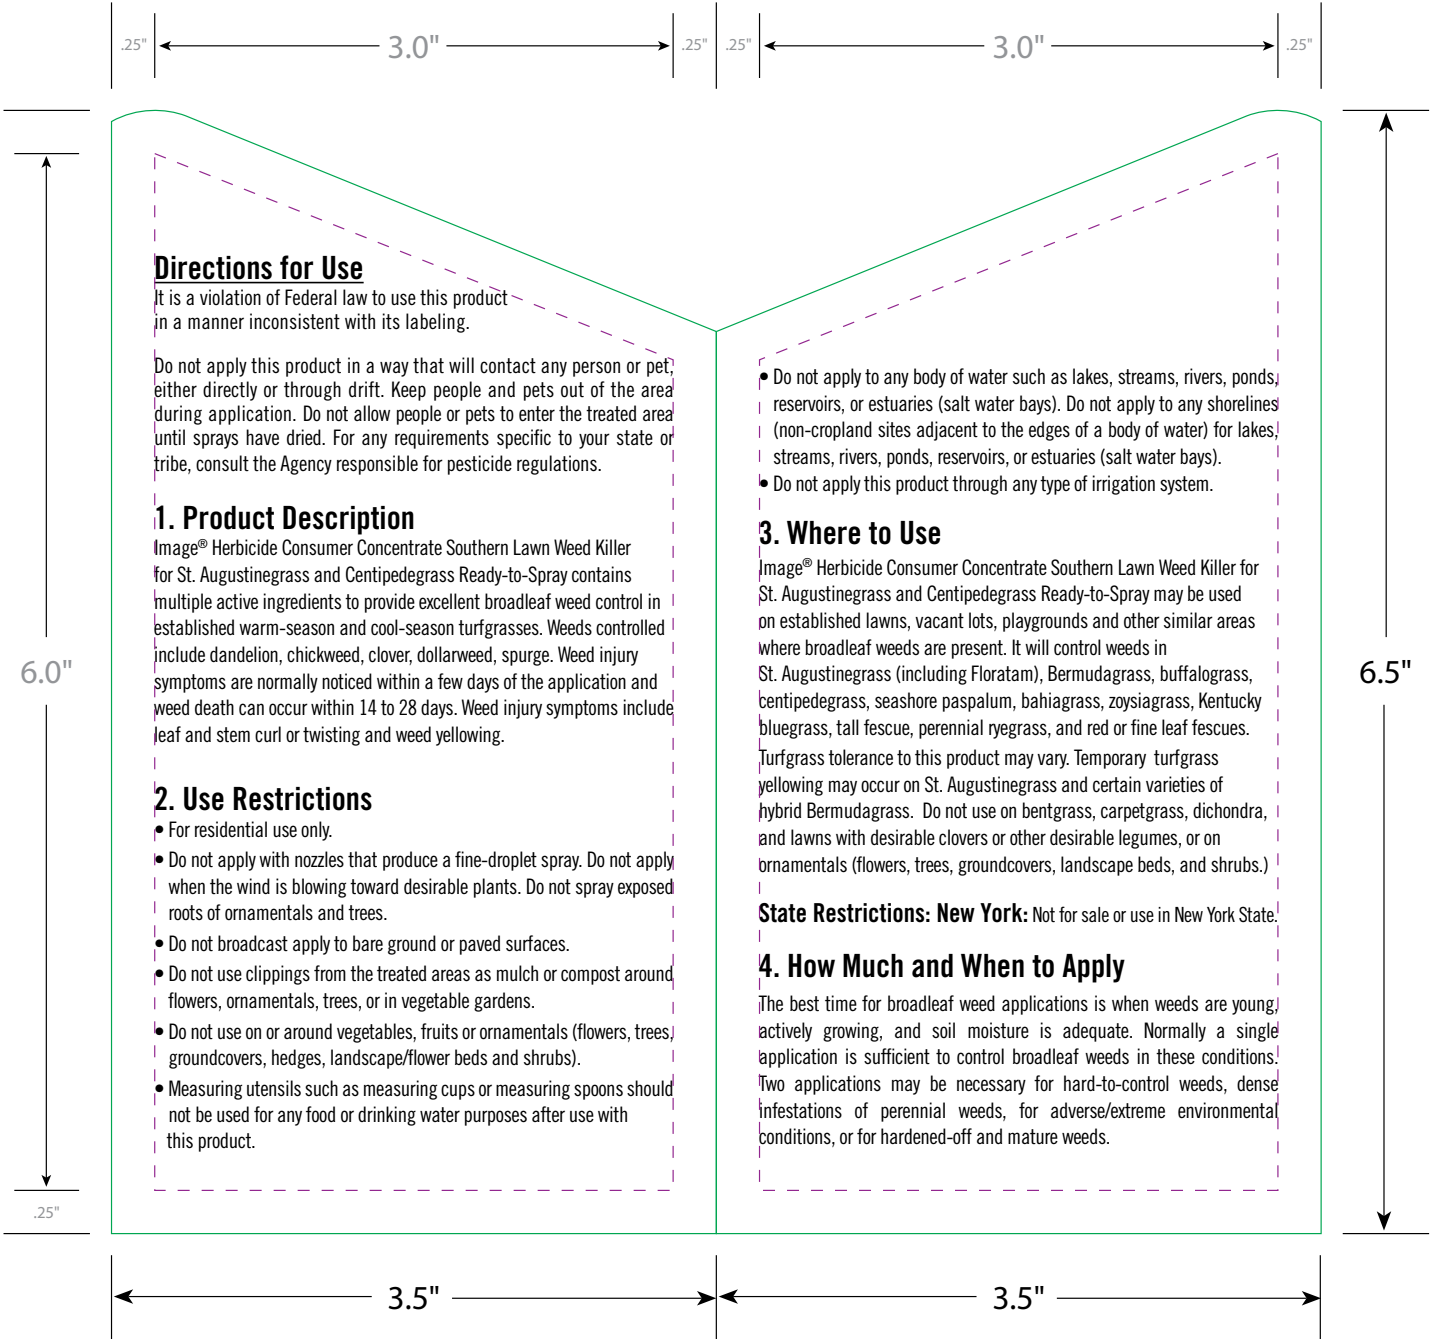 .25" 3.0" .25" .25" 3.0" .25"
Directions for Use
It is a violation of Federal law to use this product
in a manner inconsistent with its labeling.
Do not apply this product in a way that will contact any person or pet,
either directly or through drift. Keep people and pets out of the area
during application. Do not allow people or pets to enter the treated area
until sprays have dried. For any requirements specific to your state or
tribe, consult the Agency responsible for pesticide regulations.
1. Product Description
Image® Herbicide Consumer Concentrate Southern Lawn Weed Killer
for St. Augustinegrass and Centipedegrass Ready-to-Spray contains
multiple active ingredients to provide excellent broadleaf weed control in
established warm-season and cool-season turfgrasses. Weeds controlled
include dandelion, chickweed, clover, dollarweed, spurge. Weed injury
symptoms are normally noticed within a few days of the application and
weed death can occur within 14 to 28 days. Weed injury symptoms include
leaf and stem curl or twisting and weed yellowing.
2. Use Restrictions
• For residential use only.
• Do not apply with nozzles that produce a fine-droplet spray. Do not apply
when the wind is blowing toward desirable plants. Do not spray exposed
roots of ornamentals and trees.
• Do not broadcast apply to bare ground or paved surfaces.
• Do not use clippings from the treated areas as mulch or compost around
flowers, ornamentals, trees, or in vegetable gardens.
• Do not use on or around vegetables, fruits or ornamentals (flowers, trees,
groundcovers, hedges, landscape/flower beds and shrubs).
• Measuring utensils such as measuring cups or measuring spoons should
not be used for any food or drinking water purposes after use with
this product.
• Do not apply to any body of water such as lakes, streams, rivers, ponds,
reservoirs, or estuaries (salt water bays). Do not apply to any shorelines
(non-cropland sites adjacent to the edges of a body of water) for lakes,
streams, rivers, ponds, reservoirs, or estuaries (salt water bays).
• Do not apply this product through any type of irrigation system.
3. Where to Use
Image® Herbicide Consumer Concentrate Southern Lawn Weed Killer for
St. Augustinegrass and Centipedegrass Ready-to-Spray may be used
on established lawns, vacant lots, playgrounds and other similar areas
where broadleaf weeds are present. It will control weeds in
St. Augustinegrass (including Floratam), Bermudagrass, buffalograss,
centipedegrass, seashore paspalum, bahiagrass, zoysiagrass, Kentucky
bluegrass, tall fescue, perennial ryegrass, and red or fine leaf fescues.
Turfgrass tolerance to this product may vary. Temporary turfgrass
yellowing may occur on St. Augustinegrass and certain varieties of
hybrid Bermudagrass. Do not use on bentgrass, carpetgrass, dichondra,
and lawns with desirable clovers or other desirable legumes, or on
ornamentals (flowers, trees, groundcovers, landscape beds, and shrubs.)
State Restrictions: New York: Not for sale or use in New York State.
4. How Much and When to Apply
The best time for broadleaf weed applications is when weeds are young,
actively growing, and soil moisture is adequate. Normally a single
application is sufficient to control broadleaf weeds in these conditions.
Two applications may be necessary for hard-to-control weeds, dense
infestations of perennial weeds, for adverse/extreme environmental
conditions, or for hardened-off and mature weeds.
6.0"
6.5"
.25"
3.5" 3.5"